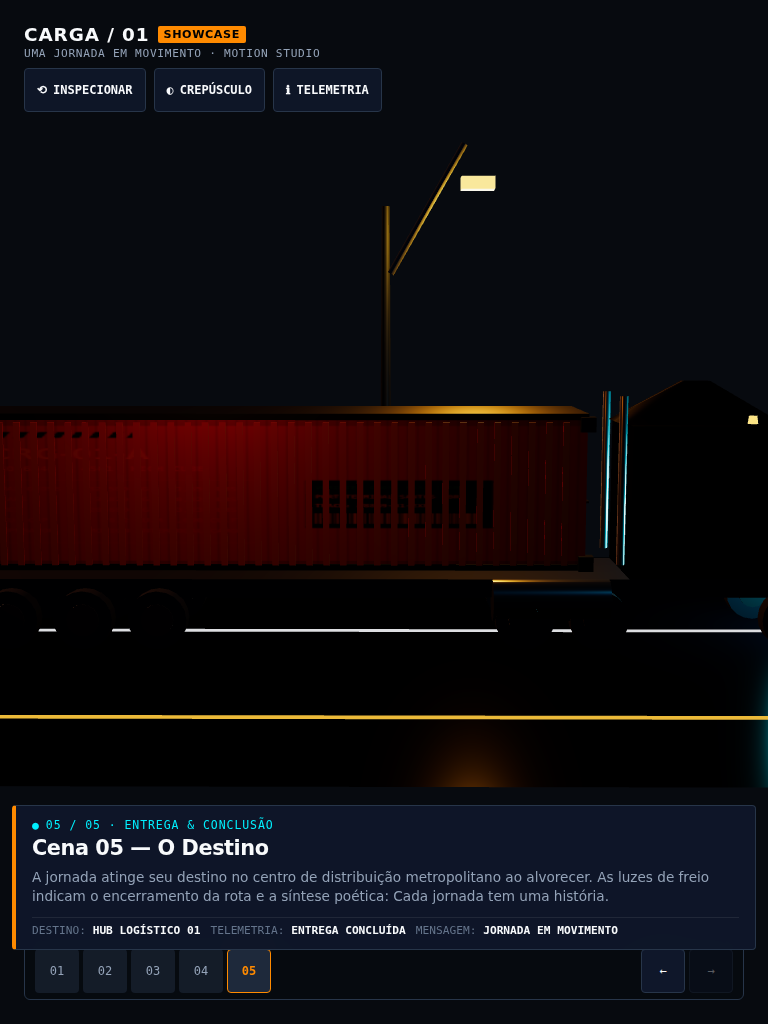 CARGA / 01 SHOWCASE
UMA JORNADA EM MOVIMENTO · MOTION STUDIO
⟲ INSPECIONAR ◐ CREPÚSCULO ℹ TELEMETRIA
● 05 / 05 · ENTREGA & CONCLUSÃO
Cena 05 — O Destino
A jornada atinge seu destino no centro de distribuição metropolitano ao alvorecer. As luzes de freio
indicam o encerramento da rota e a síntese poética: Cada jornada tem uma história.
DESTINO: HUB LOGÍSTICO 01 TELEMETRIA: ENTREGA CONCLUÍDA MENSAGEM: JORNADA EM MOVIMENTO
01 02 03 04 05 ← →